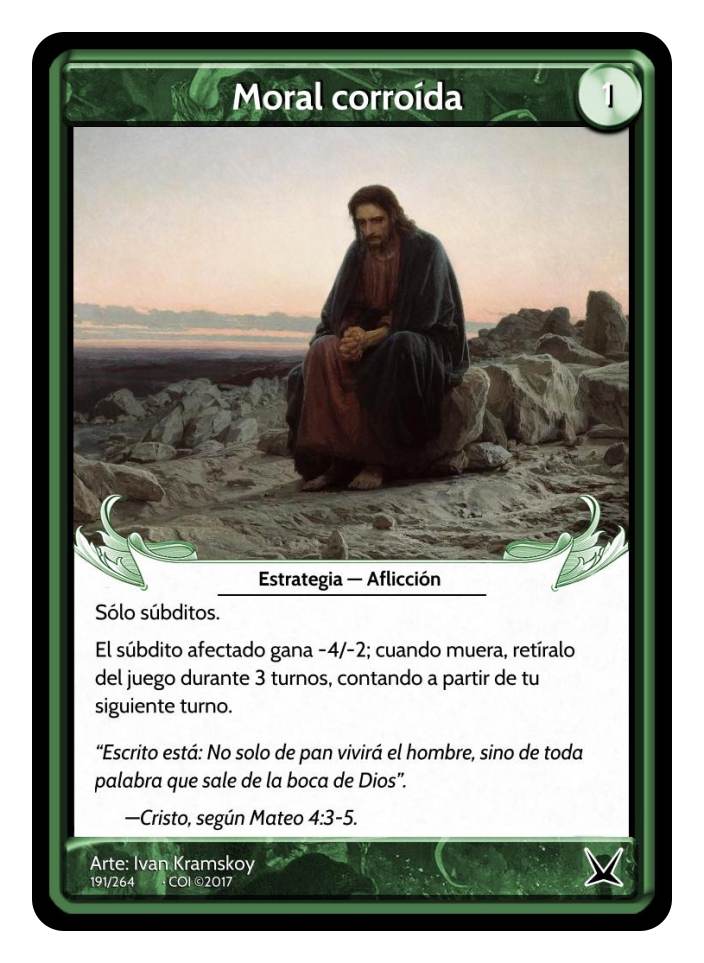 Moral corroída
1
Estrategia — Aflicción
Sólo súbditos.
El súbdito afectado gana -4/-2; cuando muera, retíralo
del juego durante 3 turnos, contando a partir de tu
siguiente turno.
“Escrito está: No solo de pan vivirá el hombre, sino de toda
palabra que sale de la boca de Dios”.
—Cristo, según Mateo 4:3-5.
Arte: Ivan Kramskoy
191/264 · COI ©2017